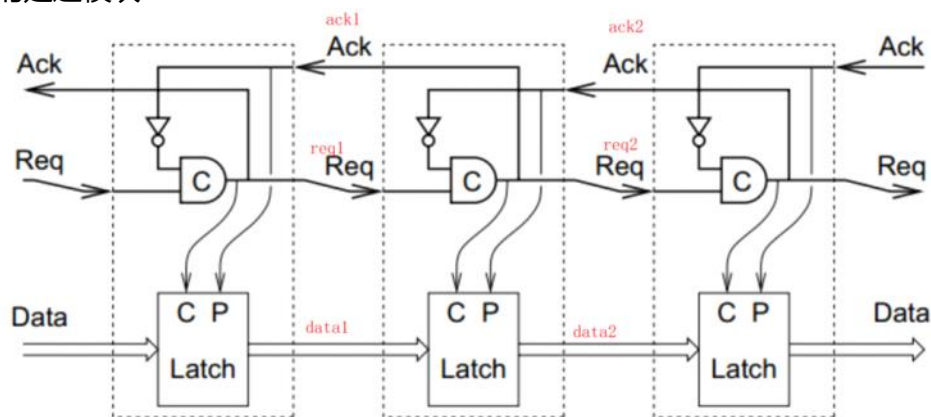 ack1
ack2
Ack Ack Ack Ack
Req req1 Req req2 Req Req
C C C
C P C P C P
Data data1 data2 Data
Latch Latch Latch